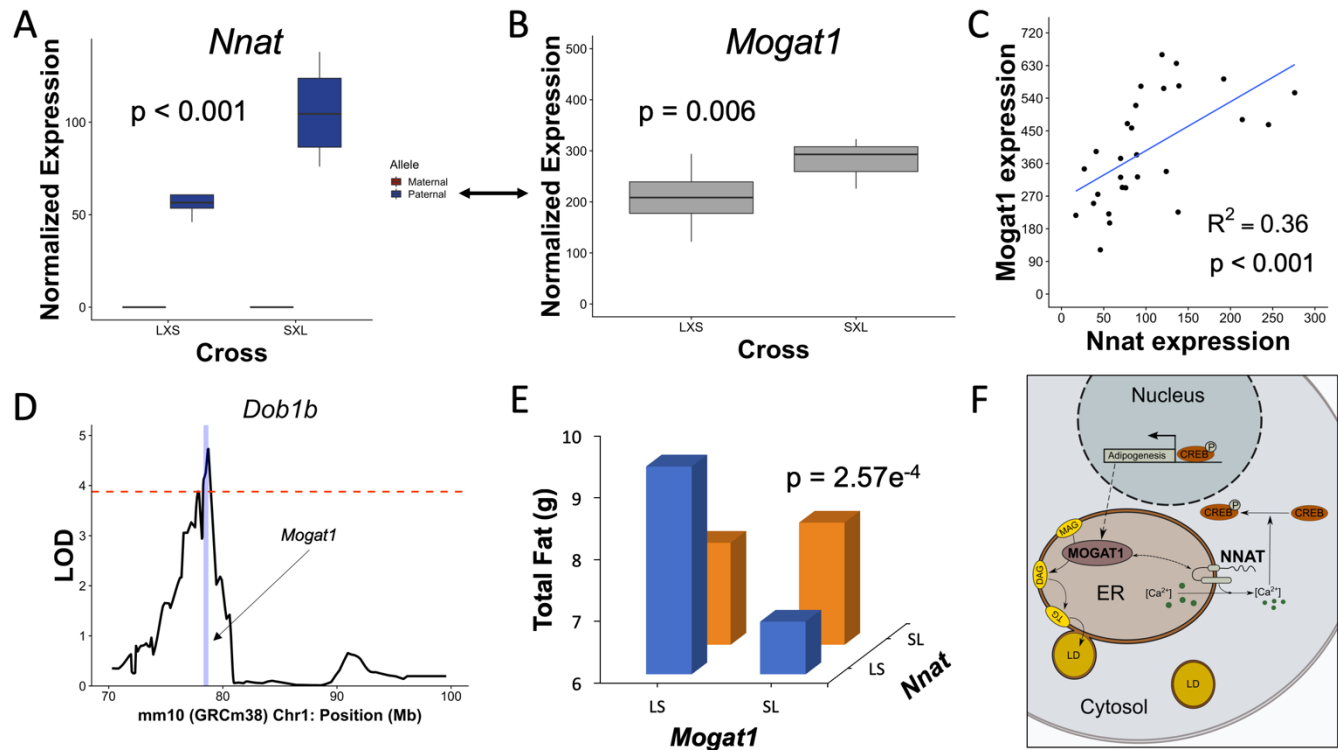 A
Nnat
Normalized Expression
100
50
0
p < 0.001
LXS
SXL
Cross
Allele
Maternal
Paternal
B
Mogat1
Normalized Expression
500
400
300
200
100
0
p = 0.006
LXS
SXL
Cross
C
Mogat1 expression
720
630
540
450
360
270
180
90
0
R² = 0.36
p < 0.001
0
50
100
150
200
250
300
Nnat expression
D
Dob1b
LOD
5
4
3
2
1
0
Mogat1
70
80
90
100
mm10 (GRCm38) Chr1: Position (Mb)
E
Total Fat (g)
10
9
8
7
6
p = 2.57e⁻⁴
LS
SL
Mogat1
SL
LS
Nnat
F
Nucleus
Adipogenesis
P
CREB
P
CREB
CREB
MAG
MOGAT1
NNAT
DAG
ER
[Ca²⁺]
[Ca²⁺]
TG
LD
LD
Cytosol